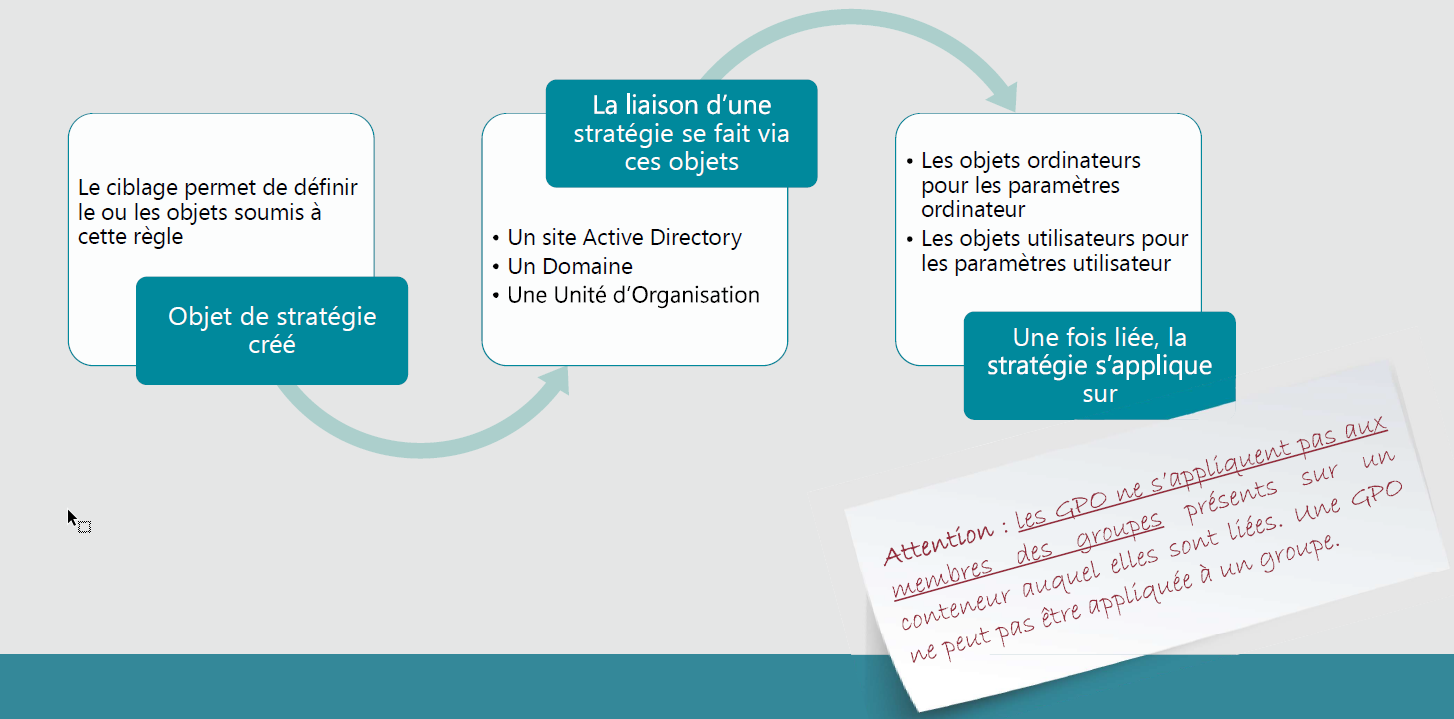 Le ciblage permet de définir
le ou les objets soumis à
cette règle
Objet de stratégie
créé
La liaison d’une
stratégie se fait via
ces objets
• Un site Active Directory
• Un Domaine
• Une Unité d’Organisation
• Les objets ordinateurs
pour les paramètres
ordinateur
• Les objets utilisateurs pour
les paramètres utilisateur
Une fois liée, la
stratégie s’applique
sur
Attention : les GPO ne s’appliquent pas aux
membres des groupes présents sur un
conteneur auquel elles sont liées. Une GPO
ne peut pas être appliquée à un groupe.